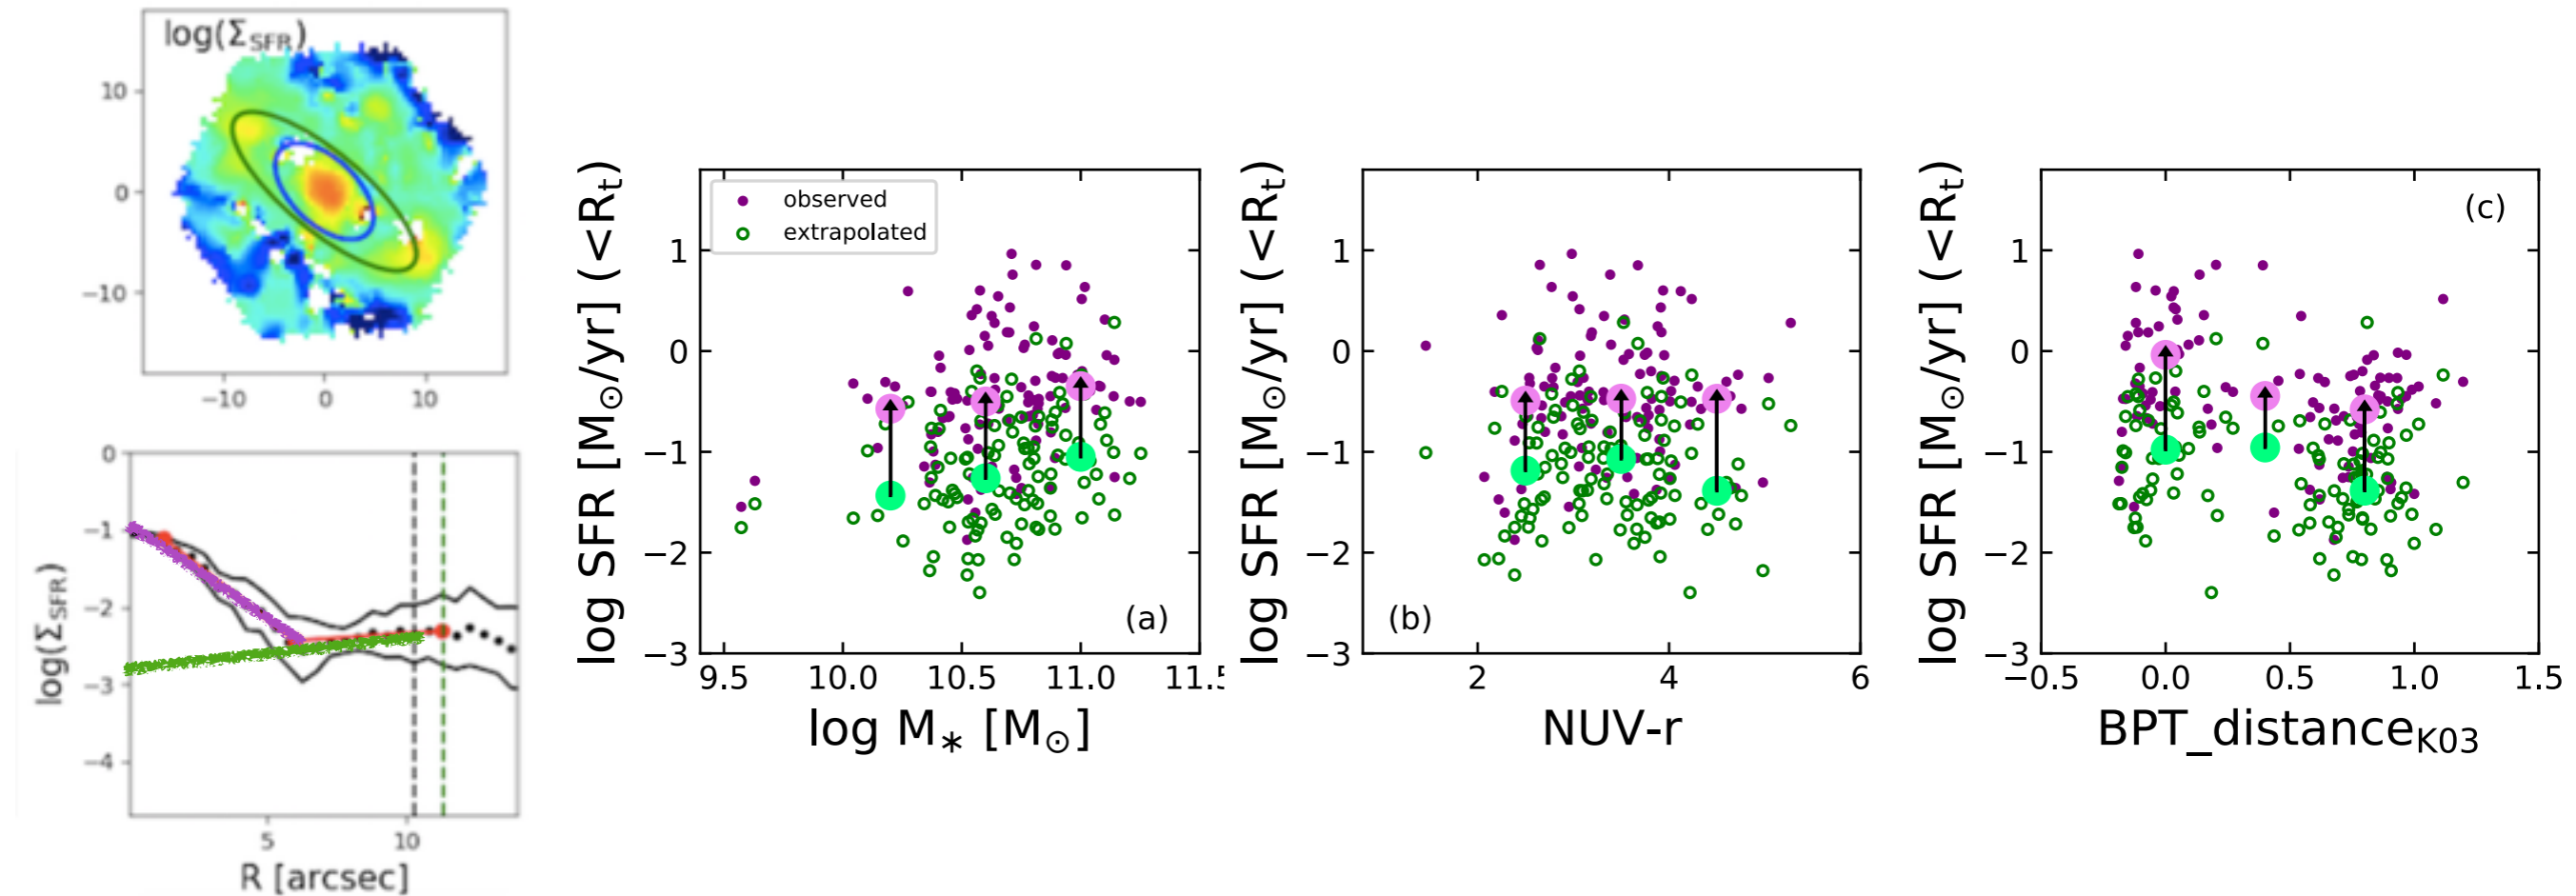 log(Σ_SFR)
10
0
−10
−10
0
10
0
−1
−2
−3
−4
log(Σ_SFR)
5
10
R [arcsec]
log SFR [M⊙/yr] (<R_t)
1
0
−1
−2
−3
observed
extrapolated
(a)
9.5 10.0 10.5 11.0 11.5
log M∗ [M⊙]
log SFR [M⊙/yr] (<R_t)
1
0
−1
−2
−3
(b)
2 4 6
NUV-r
log SFR [M⊙/yr] (<R_t)
1
0
−1
−2
−3
(c)
−0.5 0.0 0.5 1.0 1.5
BPT_distance_K03